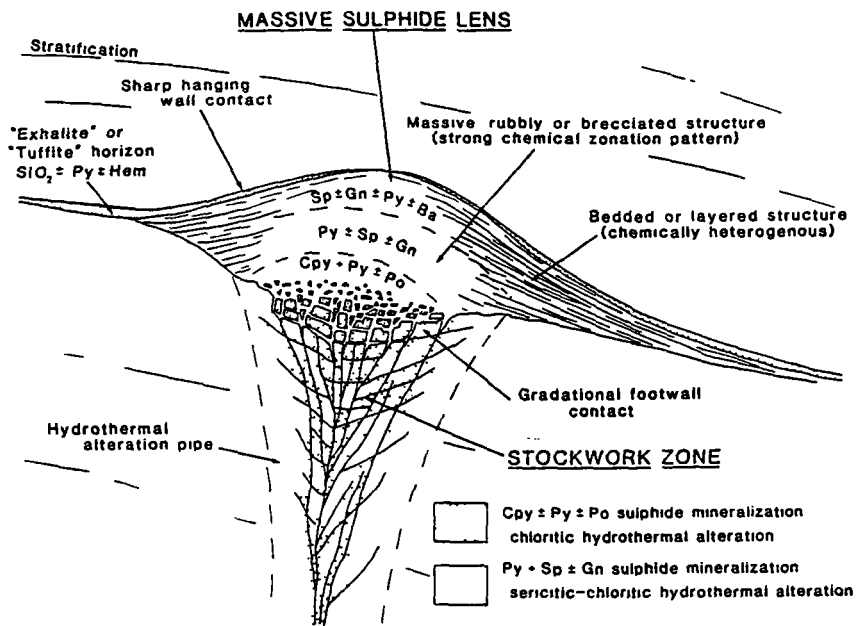 MASSIVE SULPHIDE LENS
Stratification
Sharp hanging
wall contact
"Exhalite" or
"Tuffite" horizon
SiO₂ ± Py ± Hem
Massive rubbly or brecciated structure
(strong chemical zonation pattern)
Sp ± Gn ± Py ± Ba
Bedded or layered structure
(chemically heterogenous)
Py ± Sp ± Gn
Cpy + Py ± Po
Gradational footwall
contact
Hydrothermal
alteration pipe
STOCKWORK ZONE
Cpy ± Py ± Po sulphide mineralization
chloritic hydrothermal alteration
Py + Sp ± Gn sulphide mineralization
sericitic-chloritic hydrothermal alteration